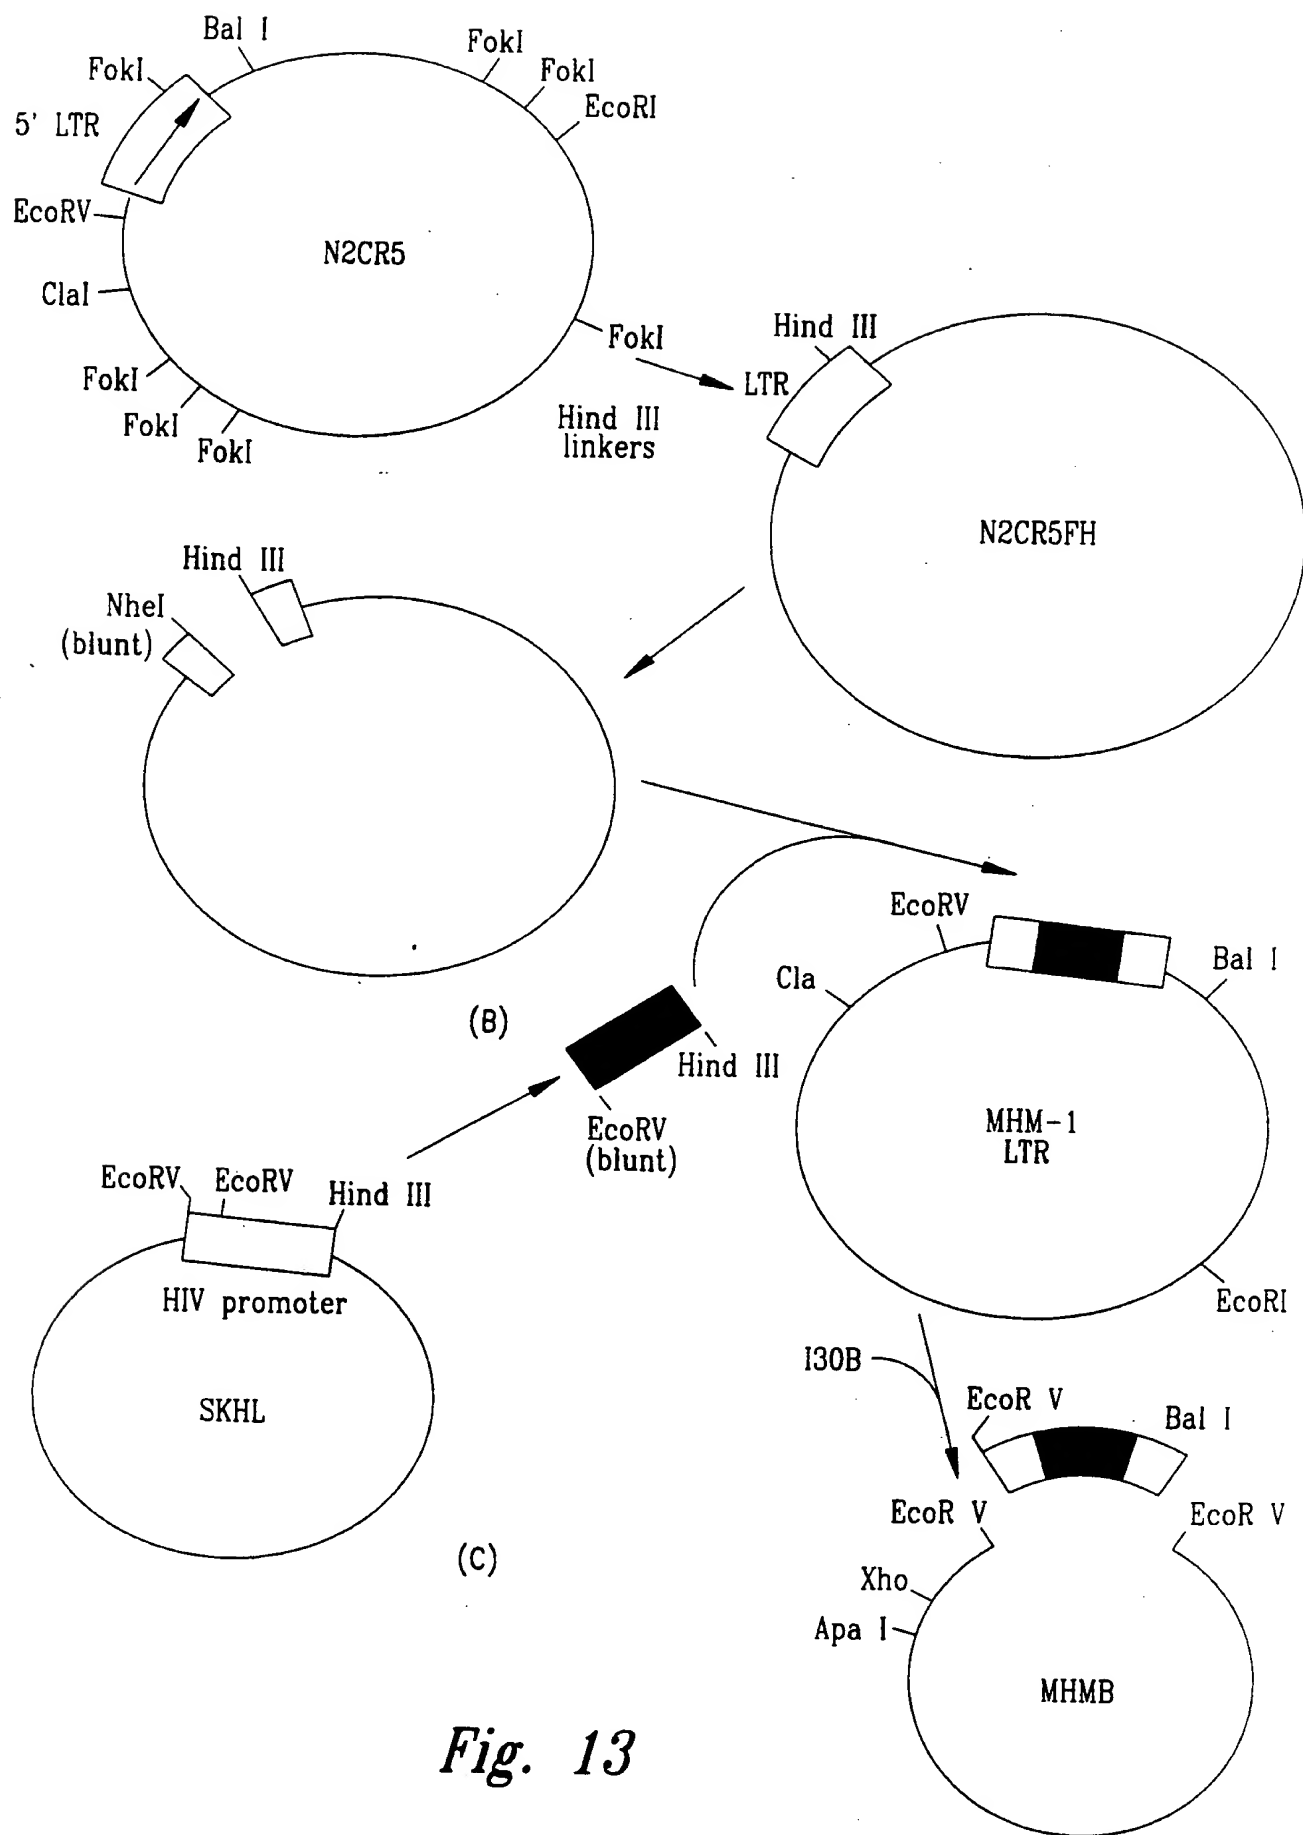 Bal I
FokI
FokI
FokI
EcoRI
5' LTR
EcoRV
N2CR5
ClaI
FokI
FokI
FokI
FokI
Hind III
linkers
Hind III
LTR
N2CR5FH
Hind III
NheI
(blunt)
EcoRV
Bal I
Cla
(B)
Hind III
EcoRV
(blunt)
MHM-1
LTR
EcoRV
EcoRV
Hind III
HIV promoter
EcoRI
SKHL
I30B
EcoR V
Bal I
EcoR V
EcoR V
(C)
Xho
Apa I
MHMB
Fig. 13